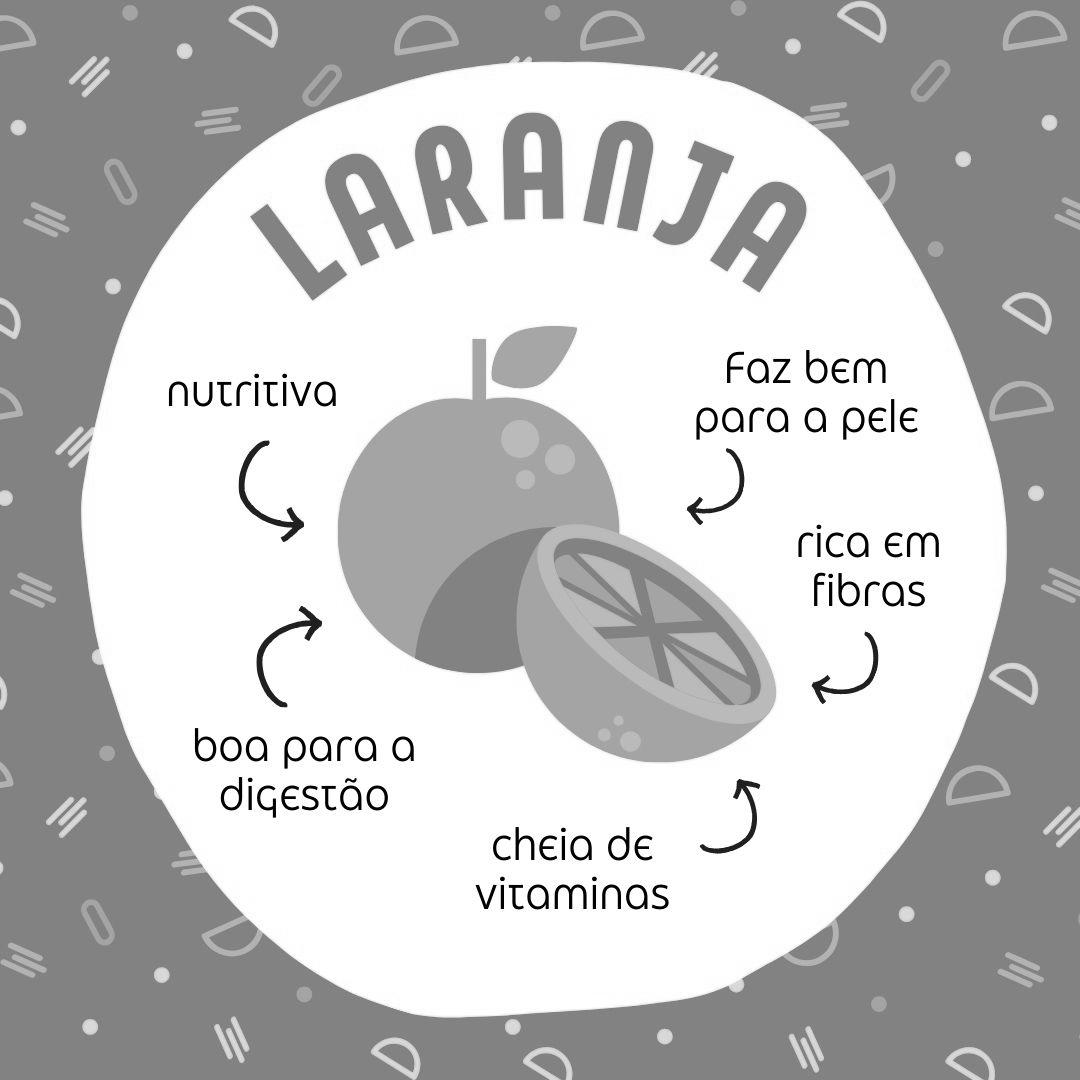 LARANJA
nutritiva
Faz bem
para a pele
rica em
fibras
boa para a
digestão
cheia de
vitaminas